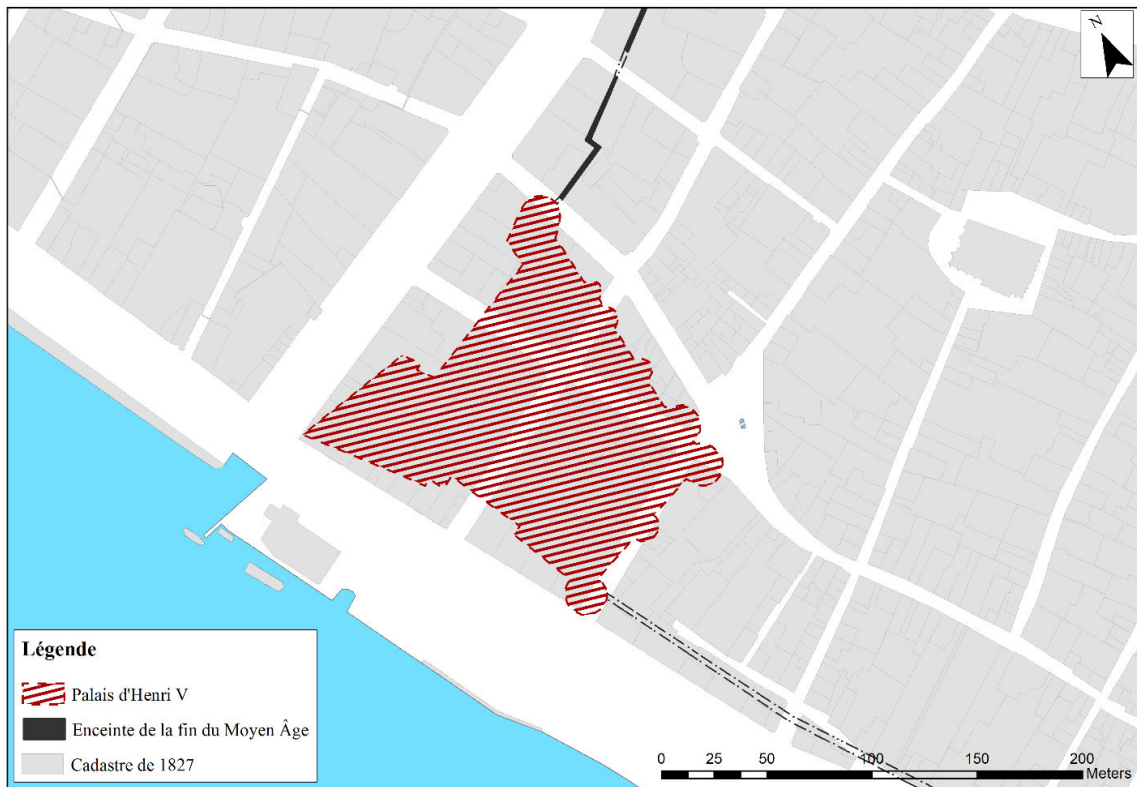 N
Légende
Palais d'Henri V
Enceinte de la fin du Moyen Âge
Cadastre de 1827
0 25 50 100 150 200
Meters